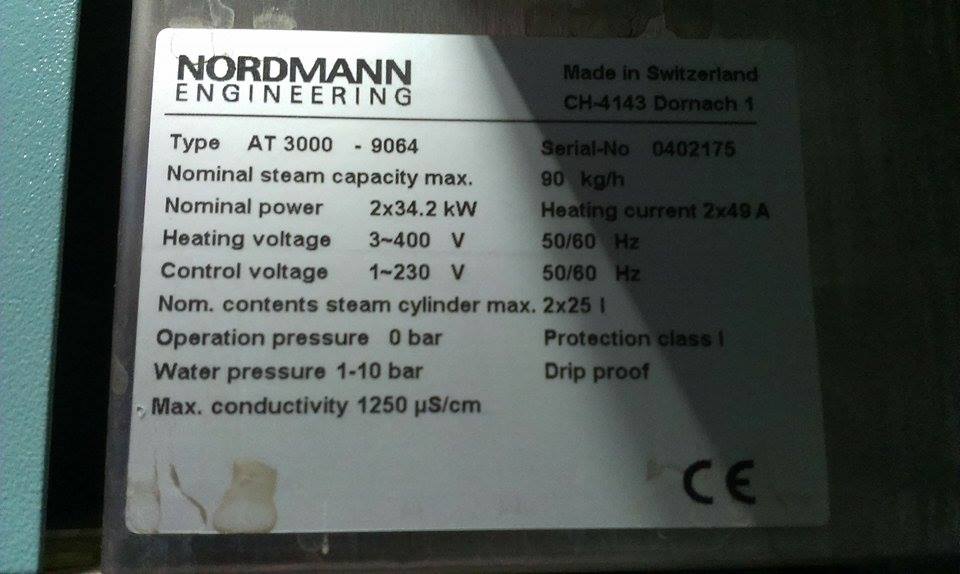 NORDMANN
ENGINEERING
Made in Switzerland
CH-4143 Dornach 1
Type AT 3000 - 9064 Serial-No 0402175
Nominal steam capacity max. 90 kg/h
Nominal power 2x34.2 kW Heating current 2x49 A
Heating voltage 3~400 V 50/60 Hz
Control voltage 1~230 V 50/60 Hz
Nom. contents steam cylinder max. 2x25 l
Operation pressure 0 bar Protection class I
Water pressure 1-10 bar Drip proof
Max. conductivity 1250 µS/cm
CE